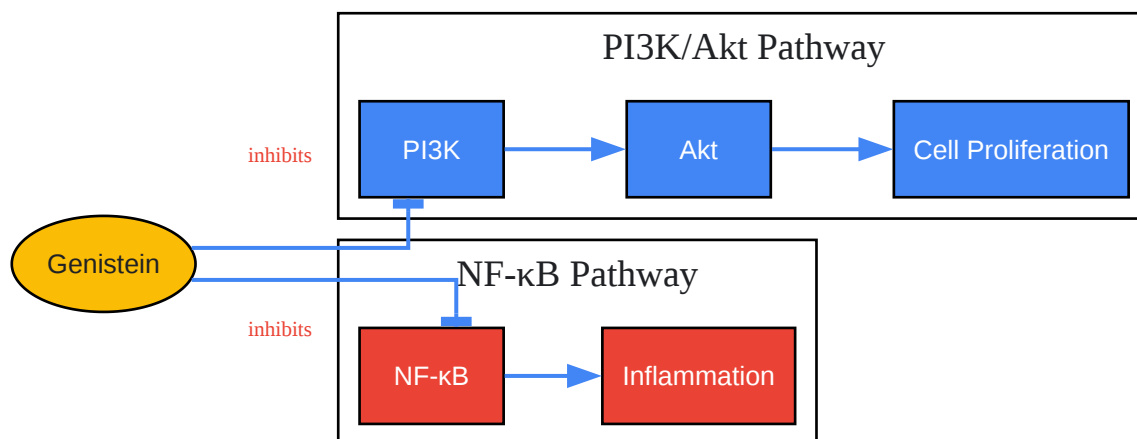 PI3K/Akt Pathway
PI3K
Akt
Cell Proliferation
inhibits
Genistein
NF-κB Pathway
inhibits
NF-κB
Inflammation